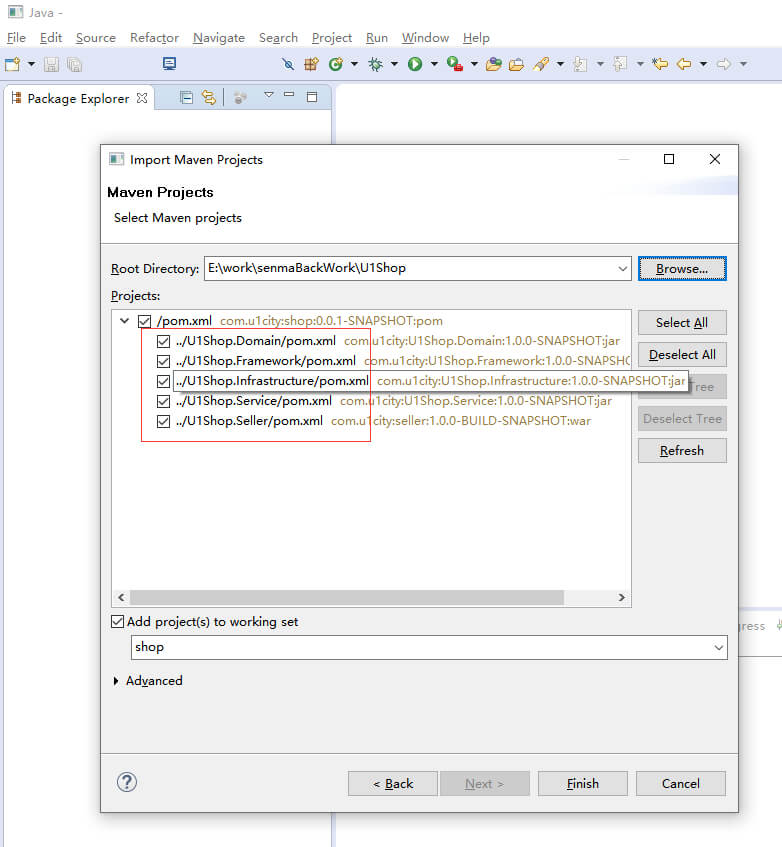 Java -
File Edit Source Refactor Navigate Search Project Run Window Help
Package Explorer
Import Maven Projects
Maven Projects
Select Maven projects
Root Directory: E:\work\senmaBackWork\U1Shop Browse...
Projects:
/pom.xml com.u1city:shop:0.0.1-SNAPSHOT:pom
../U1Shop.Domain/pom.xml com.u1city:U1Shop.Domain:1.0.0-SNAPSHOT:jar
../U1Shop.Framework/pom.xml com.u1city:U1Shop.Framework:1.0.0-SNAPSHO
../U1Shop.Infrastructure/pom.xml com.u1city:U1Shop.Infrastructure:1.0.0-SNAPSHOT:jar
../U1Shop.Service/pom.xml com.u1city:U1Shop.Service:1.0.0-SNAPSHOT:jar
../U1Shop.Seller/pom.xml com.u1city:seller:1.0.0-BUILD-SNAPSHOT:war
Select All
Deselect All
ree
Deselect Tree
Refresh
Add project(s) to working set
gress
shop
Advanced
< Back Next > Finish Cancel